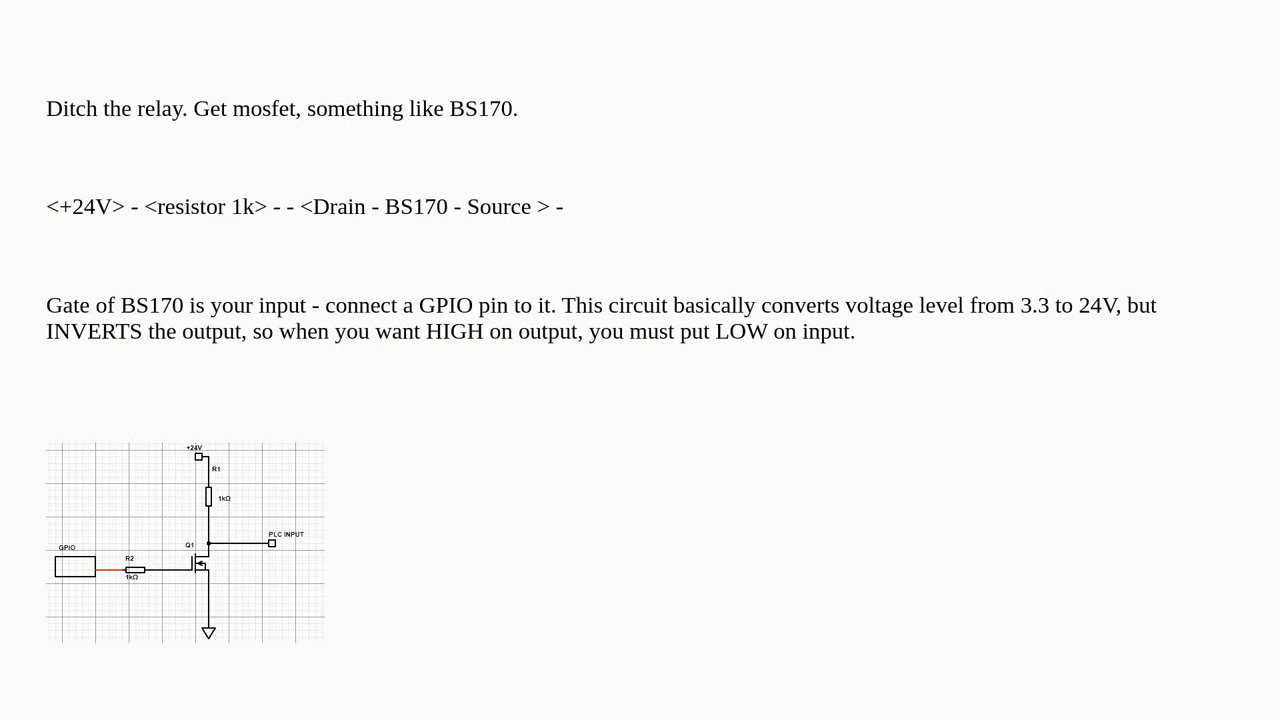 Ditch the relay. Get mosfet, something like BS170.
<+24V> - <resistor 1k> - - <Drain - BS170 - Source > -
Gate of BS170 is your input - connect a GPIO pin to it. This circuit basically converts voltage level from 3.3 to 24V, but
INVERTS the output, so when you want HIGH on output, you must put LOW on input.
+24V
R1
1kΩ
PLC INPUT
Q1
GPIO
R2
1kΩ